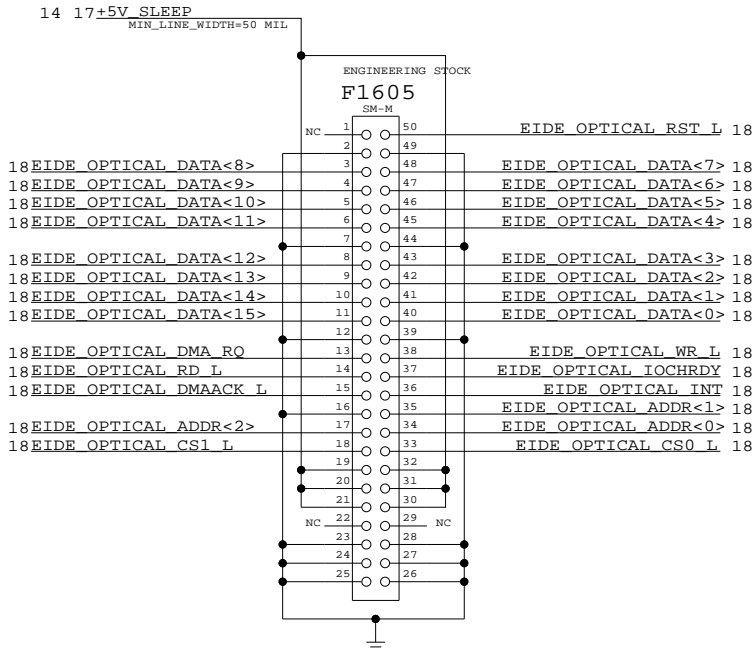 14 17 +5V_SLEEP
MIN_LINE_WIDTH=50 MIL
ENGINEERING STOCK
F1605
SM-M
NC 1 50 EIDE_OPTICAL_RST_L 18
2 49
18 EIDE_OPTICAL_DATA<8> 3 48 EIDE_OPTICAL_DATA<7> 18
18 EIDE_OPTICAL_DATA<9> 4 47 EIDE_OPTICAL_DATA<6> 18
18 EIDE_OPTICAL_DATA<10> 5 46 EIDE_OPTICAL_DATA<5> 18
18 EIDE_OPTICAL_DATA<11> 6 45 EIDE_OPTICAL_DATA<4> 18
7 44
18 EIDE_OPTICAL_DATA<12> 8 43 EIDE_OPTICAL_DATA<3> 18
18 EIDE_OPTICAL_DATA<13> 9 42 EIDE_OPTICAL_DATA<2> 18
18 EIDE_OPTICAL_DATA<14> 10 41 EIDE_OPTICAL_DATA<1> 18
18 EIDE_OPTICAL_DATA<15> 11 40 EIDE_OPTICAL_DATA<0> 18
12 39
18 EIDE_OPTICAL_DMA_RQ 13 38 EIDE_OPTICAL_WR_L 18
18 EIDE_OPTICAL_RD_L 14 37 EIDE_OPTICAL_IOCHRDY 18
18 EIDE_OPTICAL_DMAACK_L 15 36 EIDE_OPTICAL_INT 18
16 35 EIDE_OPTICAL_ADDR<1> 18
18 EIDE_OPTICAL_ADDR<2> 17 34 EIDE_OPTICAL_ADDR<0> 18
18 EIDE_OPTICAL_CS1_L 18 33 EIDE_OPTICAL_CS0_L 18
19 32
20 31
21 30
NC 22 29 NC
23 28
24 27
25 26